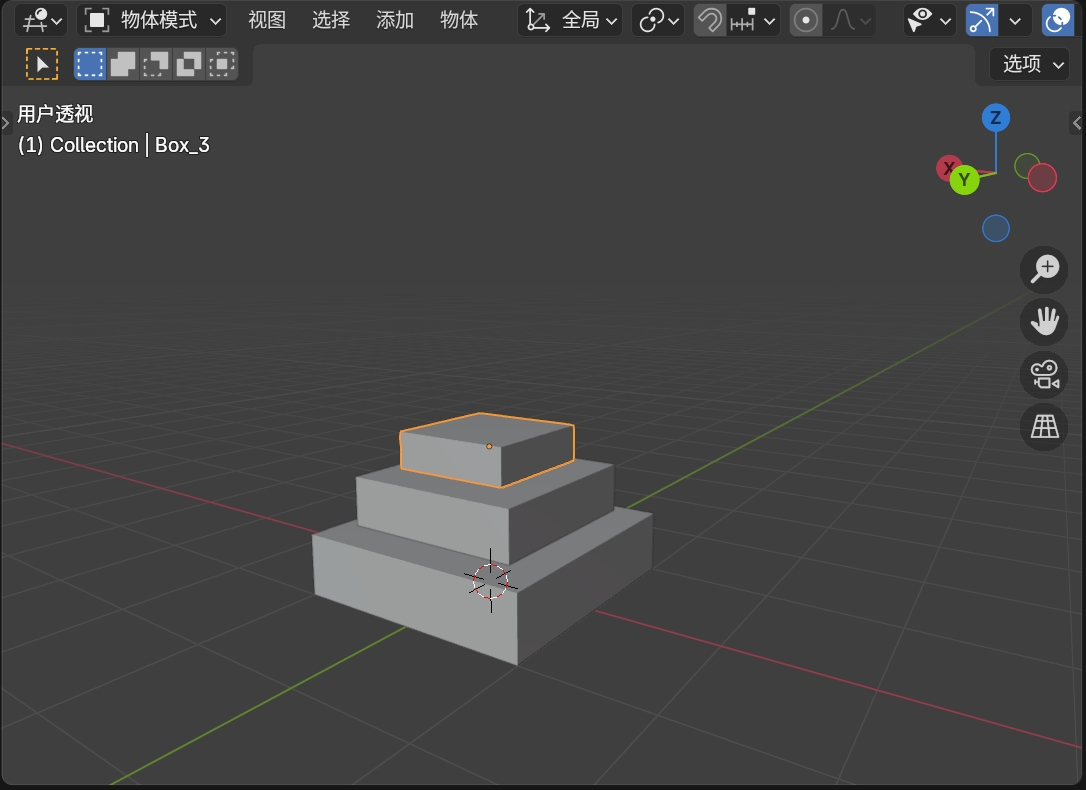 物体模式 视图 选择 添加 物体 全局
选项
用户透视
(1) Collection | Box_3
Z
X
Y